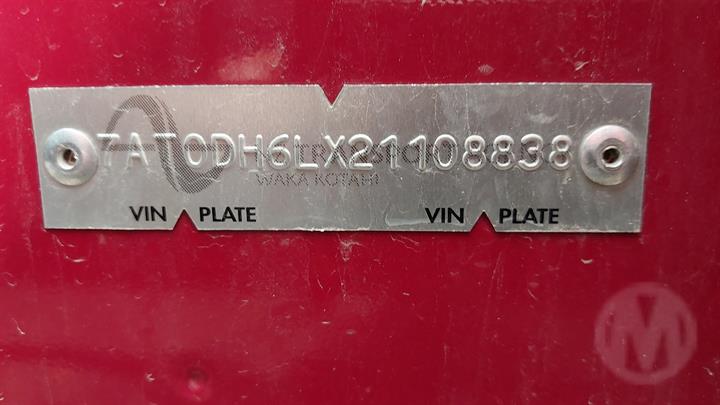 7AT0DH6LX21108838
WAKA KOTAHI
VIN PLATE VIN PLATE
M